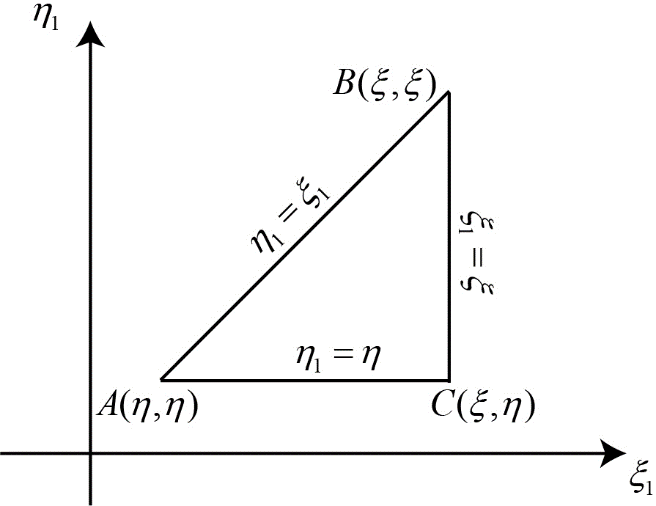 η₁
B(ξ,ξ)
η₁ = ξ₁
ξ₁ = ξ
η₁ = η
A(η,η)
C(ξ,η)
ξ₁